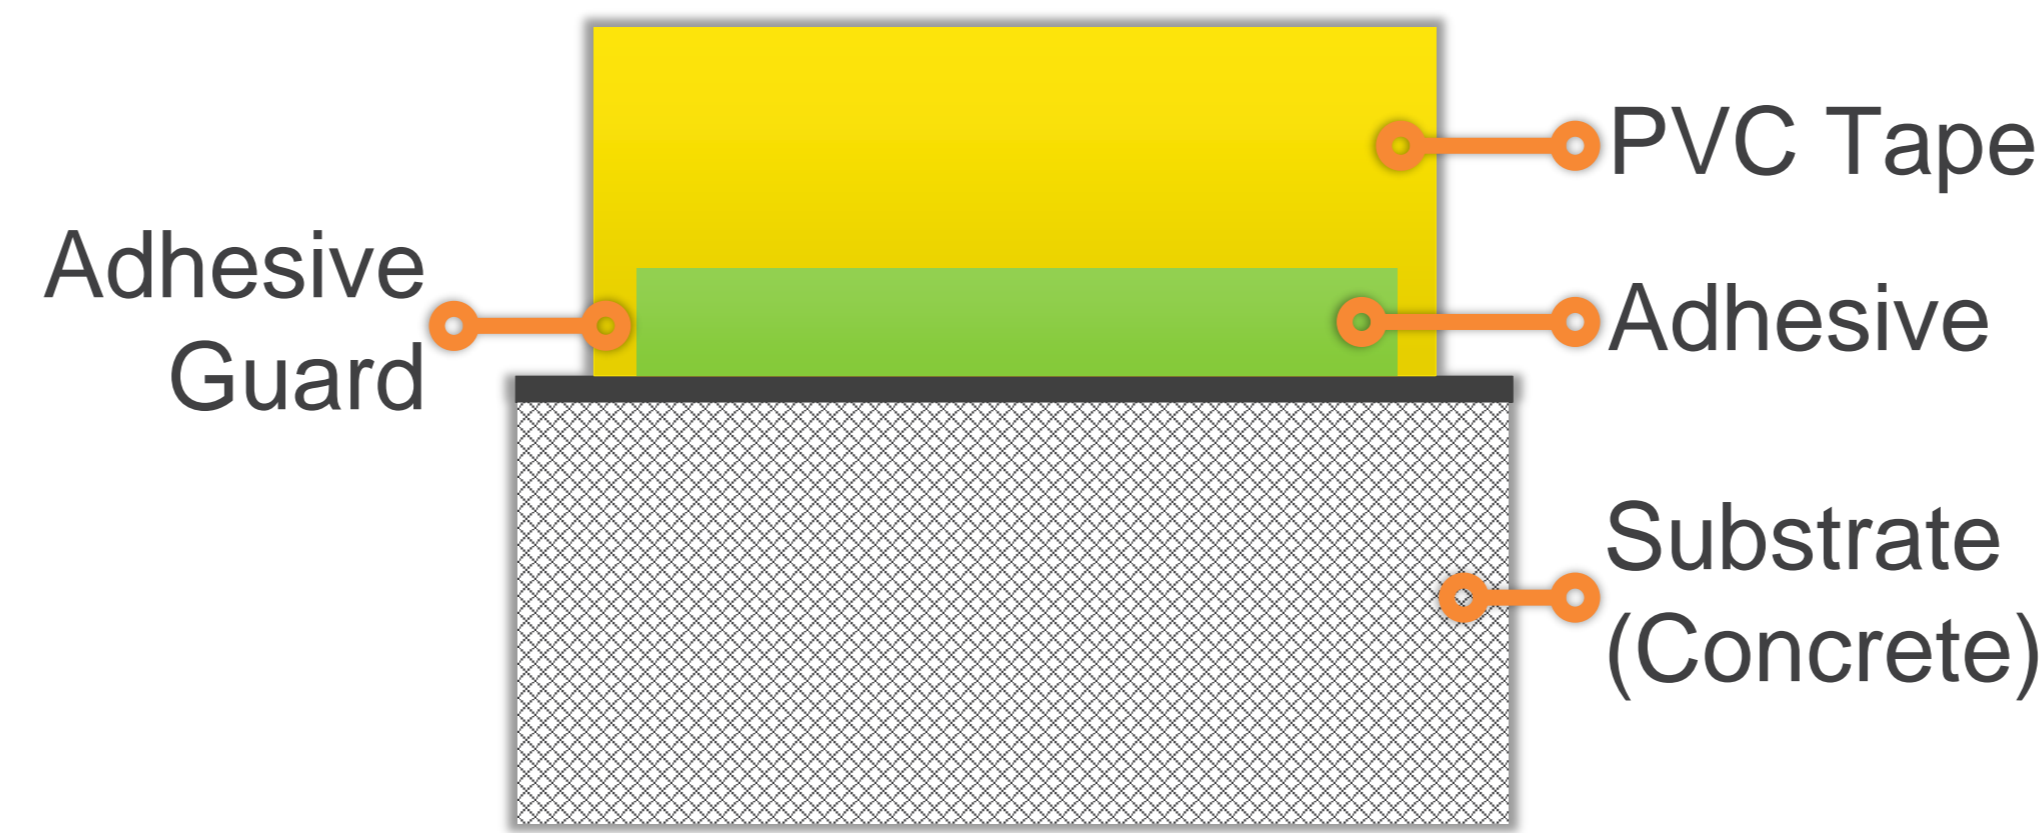 PVC Tape
Adhesive
Guard
Adhesive
Substrate
(Concrete)